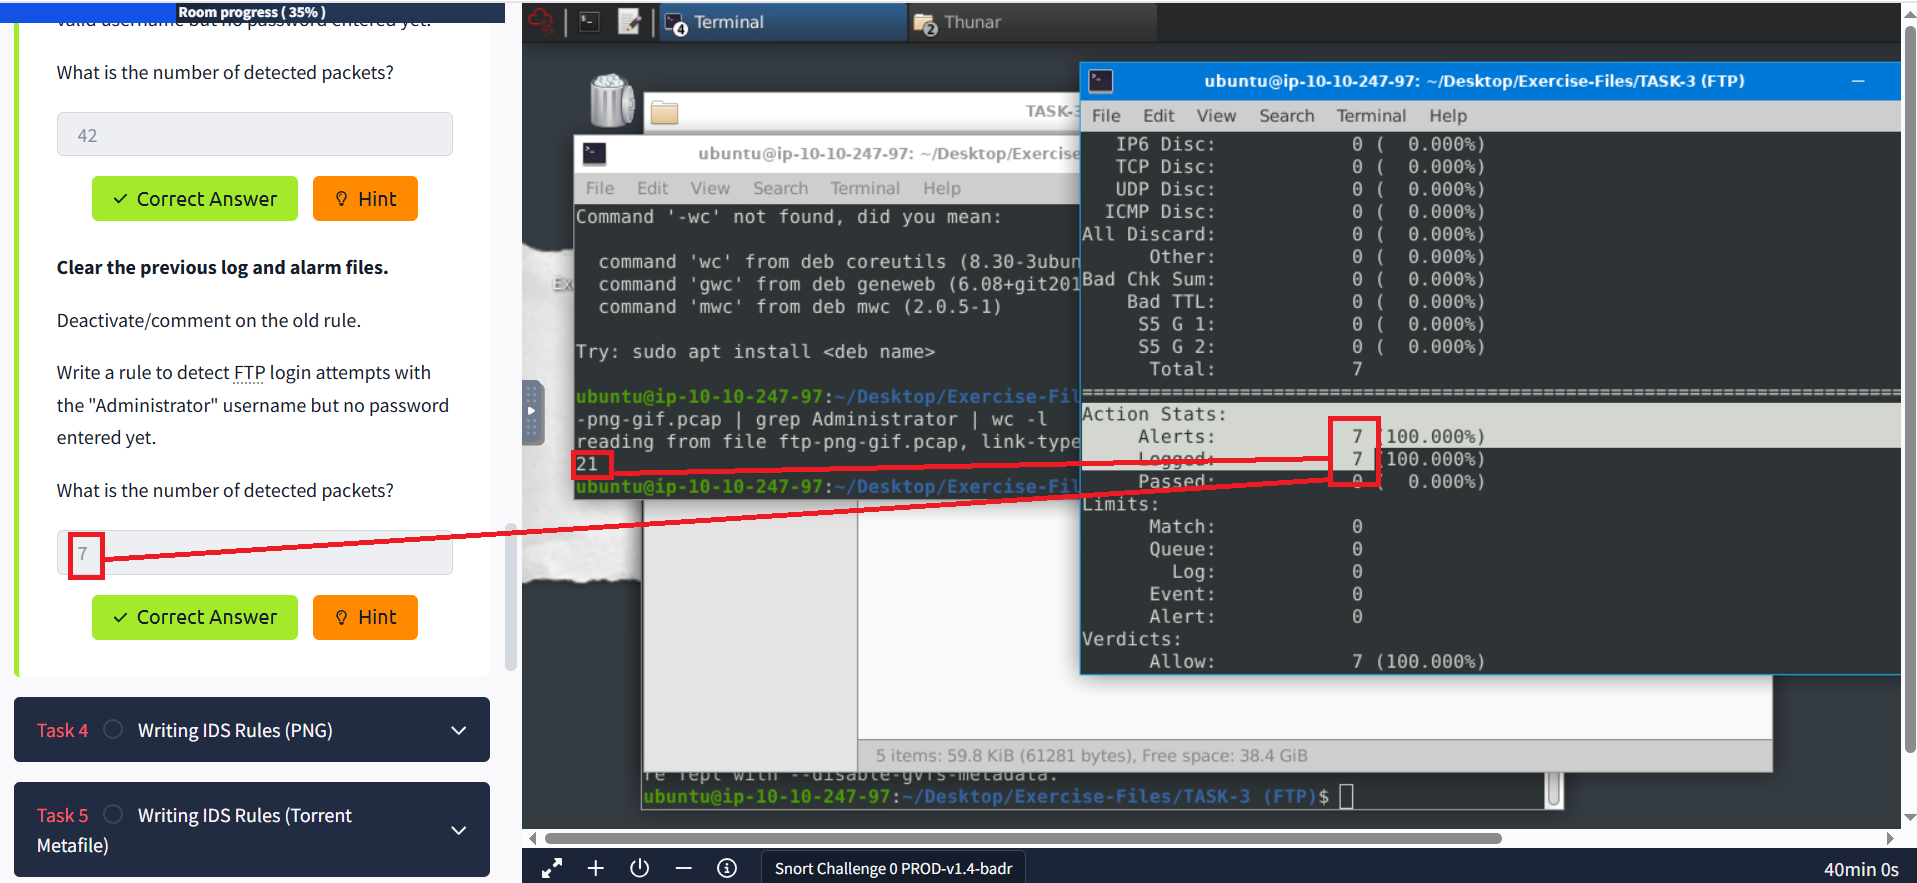 Room progress ( 35% )
valid username but no password entered yet.
What is the number of detected packets?
42
Correct Answer
Hint
Clear the previous log and alarm files.
Deactivate/comment on the old rule.
Write a rule to detect FTP login attempts with
the "Administrator" username but no password
entered yet.
What is the number of detected packets?
7
Correct Answer
Hint
Task 4 Writing IDS Rules (PNG)
Task 5 Writing IDS Rules (Torrent
Metafile)
4 Terminal
2 Thunar
TASK-3
ubuntu@ip-10-10-247-97: ~/Desktop/Exercise
File Edit View Search Terminal Help
Command '-wc' not found, did you mean:
command 'wc' from deb coreutils (8.30-3ubun
command 'gwc' from deb geneweb (6.08+git201
command 'mwc' from deb mwc (2.0.5-1)
Try: sudo apt install <deb name>
ubuntu@ip-10-10-247-97:~/Desktop/Exercise-Fil
-png-gif.pcap | grep Administrator | wc -l
reading from file ftp-png-gif.pcap, link-type
21
ubuntu@ip-10-10-247-97:~/Desktop/Exercise-Fil
Ex
ubuntu@ip-10-10-247-97: ~/Desktop/Exercise-Files/TASK-3 (FTP)
File Edit View Search Terminal Help
IP6 Disc: 0 ( 0.000%)
TCP Disc: 0 ( 0.000%)
UDP Disc: 0 ( 0.000%)
ICMP Disc: 0 ( 0.000%)
All Discard: 0 ( 0.000%)
Other: 0 ( 0.000%)
Bad Chk Sum: 0 ( 0.000%)
Bad TTL: 0 ( 0.000%)
S5 G 1: 0 ( 0.000%)
S5 G 2: 0 ( 0.000%)
Total: 7
Action Stats:
Alerts: 7 (100.000%)
Logged: 7 (100.000%)
Passed: 0 ( 0.000%)
Limits:
Match: 0
Queue: 0
Log: 0
Event: 0
Alert: 0
Verdicts:
Allow: 7 (100.000%)
5 items: 59.8 KiB (61281 bytes), Free space: 38.4 GiB
re rept with --disable-gvfs-metadata.
ubuntu@ip-10-10-247-97:~/Desktop/Exercise-Files/TASK-3 (FTP)$
Snort Challenge 0 PROD-v1.4-badr
40min 0s